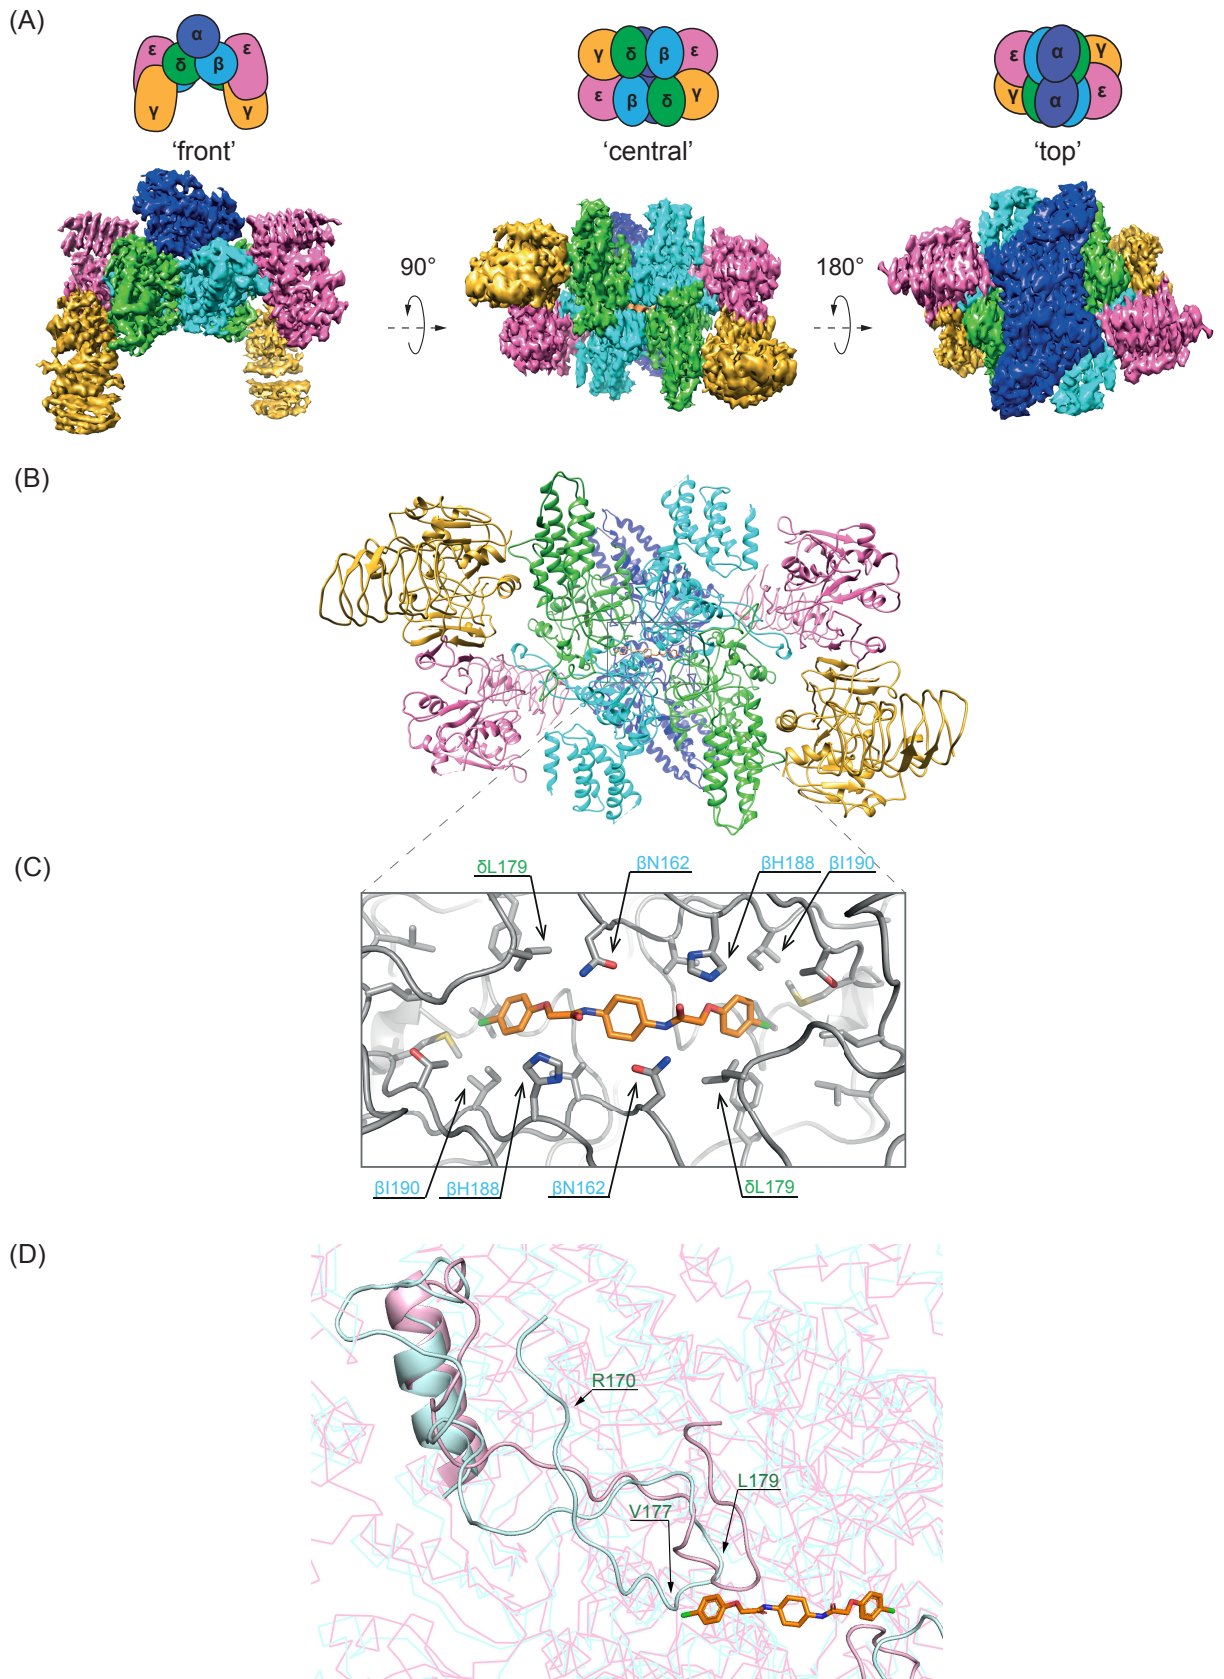 (A)
ε α ε
δ β
γ γ
γ δ β ε
ε β δ γ
ε α γ
γ α ε
‘front’ ‘central’ ‘top’
90° 180°
(B)
(C)
δL179 βN162 βH188 βI190
βI190 βH188 βN162 δL179
(D)
R170
L179
V177